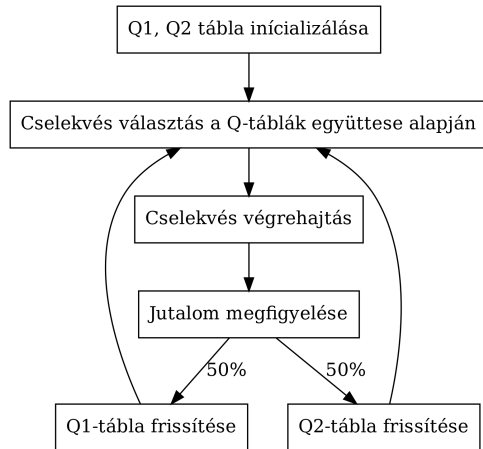 Q1, Q2 tábla inícializálása
Cselekvés választás a Q-táblák együttese alapján
Cselekvés végrehajtás
Jutalom megfigyelése
50%
50%
Q1-tábla frissítése
Q2-tábla frissítése